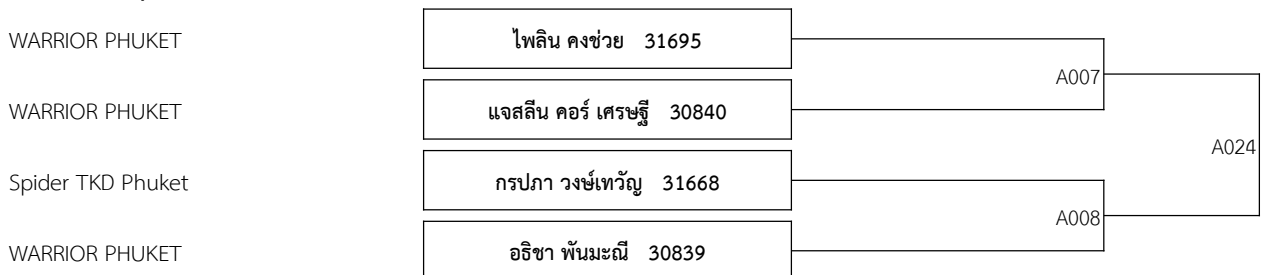 WARRIOR PHUKET ไพลิน คงช่วย 31695
A007
WARRIOR PHUKET แจสลีน คอร์ เศรษฐี 30840
A024
Spider TKD Phuket กรปภา วงษ์เทวัญ 31668
A008
WARRIOR PHUKET อธิชา พันมะณี 30839